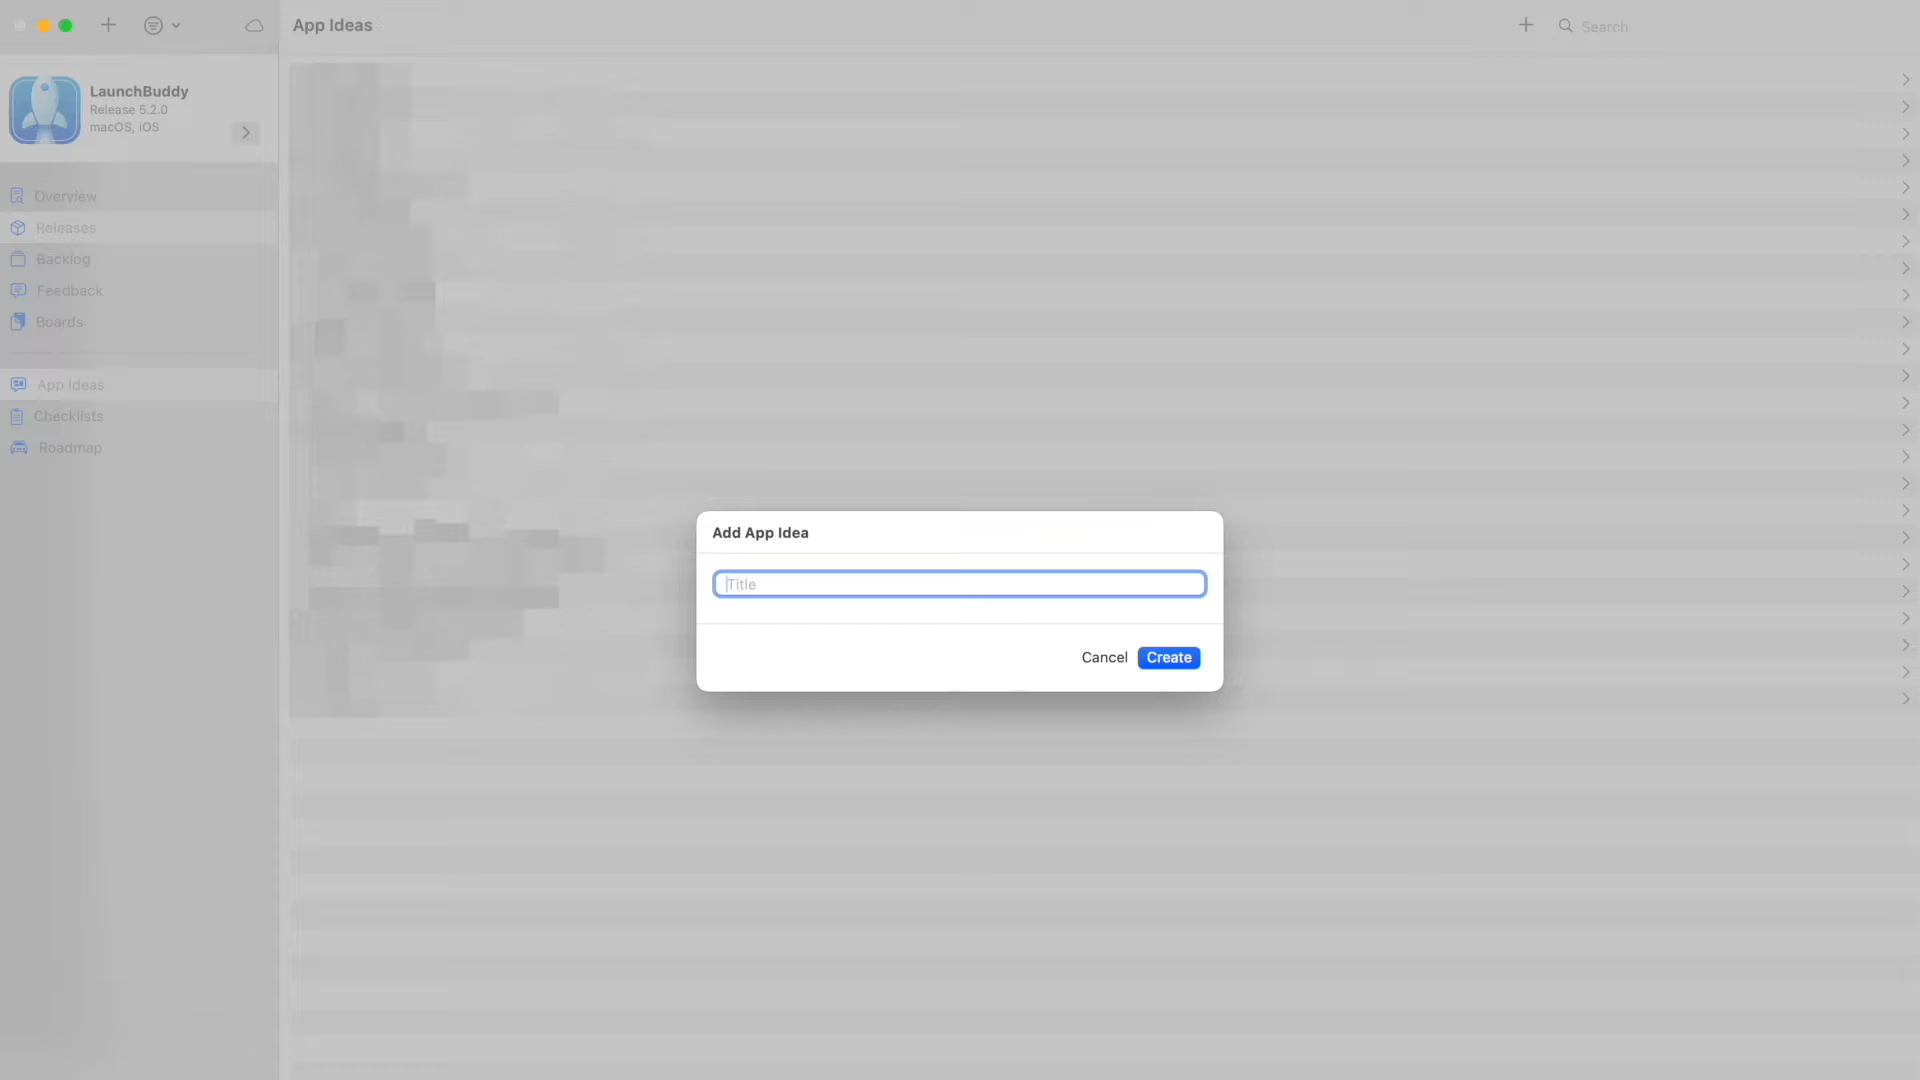 App Ideas
Search
LaunchBuddy
Release 5.2.0
macOS, iOS
Overview
Releases
Backlog
Feedback
Boards
App Ideas
Checklists
Roadmap
Add App Idea
Title
Cancel
Create